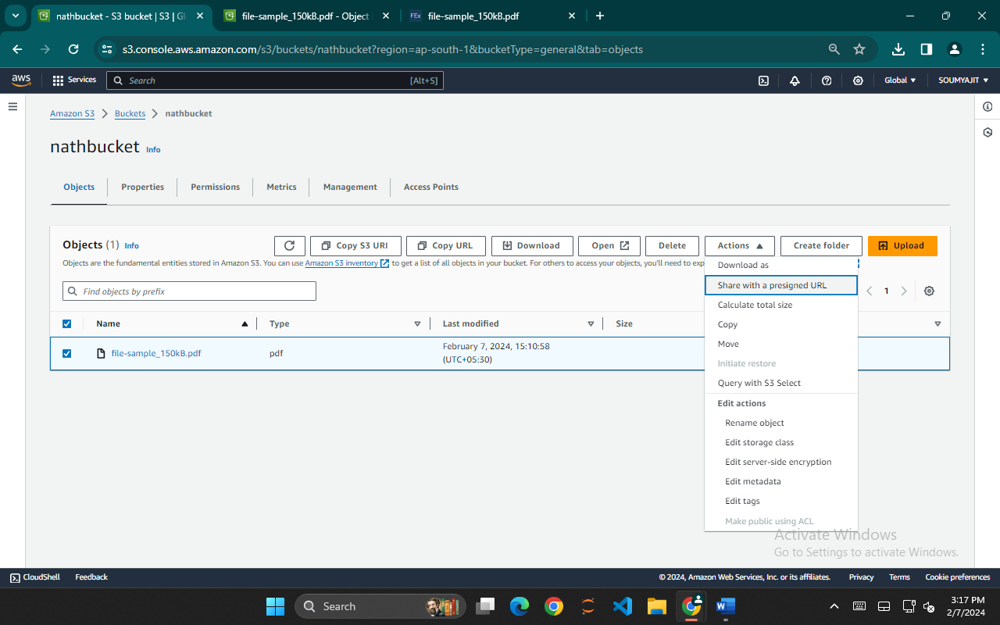 nathbucket - S3 bucket | S3 | Gl
file-sample_150kB.pdf - Object
FEx file-sample_150kB.pdf
s3.console.aws.amazon.com/s3/buckets/nathbucket?region=ap-south-1&bucketType=general&tab=objects
aws Services Search [Alt+S] Global SOUMYAJIT
Amazon S3 Buckets nathbucket
nathbucket Info
Objects Properties Permissions Metrics Management Access Points
Objects (1) Info Copy S3 URI Copy URL Download Open Delete Actions Create folder Upload
Objects are the fundamental entities stored in Amazon S3. You can use Amazon S3 inventory to get a list of all objects in your bucket. For others to access your objects, you'll need to exp
Download as
Find objects by prefix
Share with a presigned URL
1
Calculate total size
Name Type Last modified Size
Copy
Move
file-sample_150kB.pdf pdf February 7, 2024, 15:10:58
(UTC+05:30)
Initiate restore
Query with S3 Select
Edit actions
Rename object
Edit storage class
Edit server-side encryption
Edit metadata
Edit tags
Make public using ACL
Activate Windows
Go to Settings to activate Windows.
CloudShell Feedback © 2024, Amazon Web Services, Inc. or its affiliates. Privacy Terms Cookie preferences
Search
3:17 PM
2/7/2024